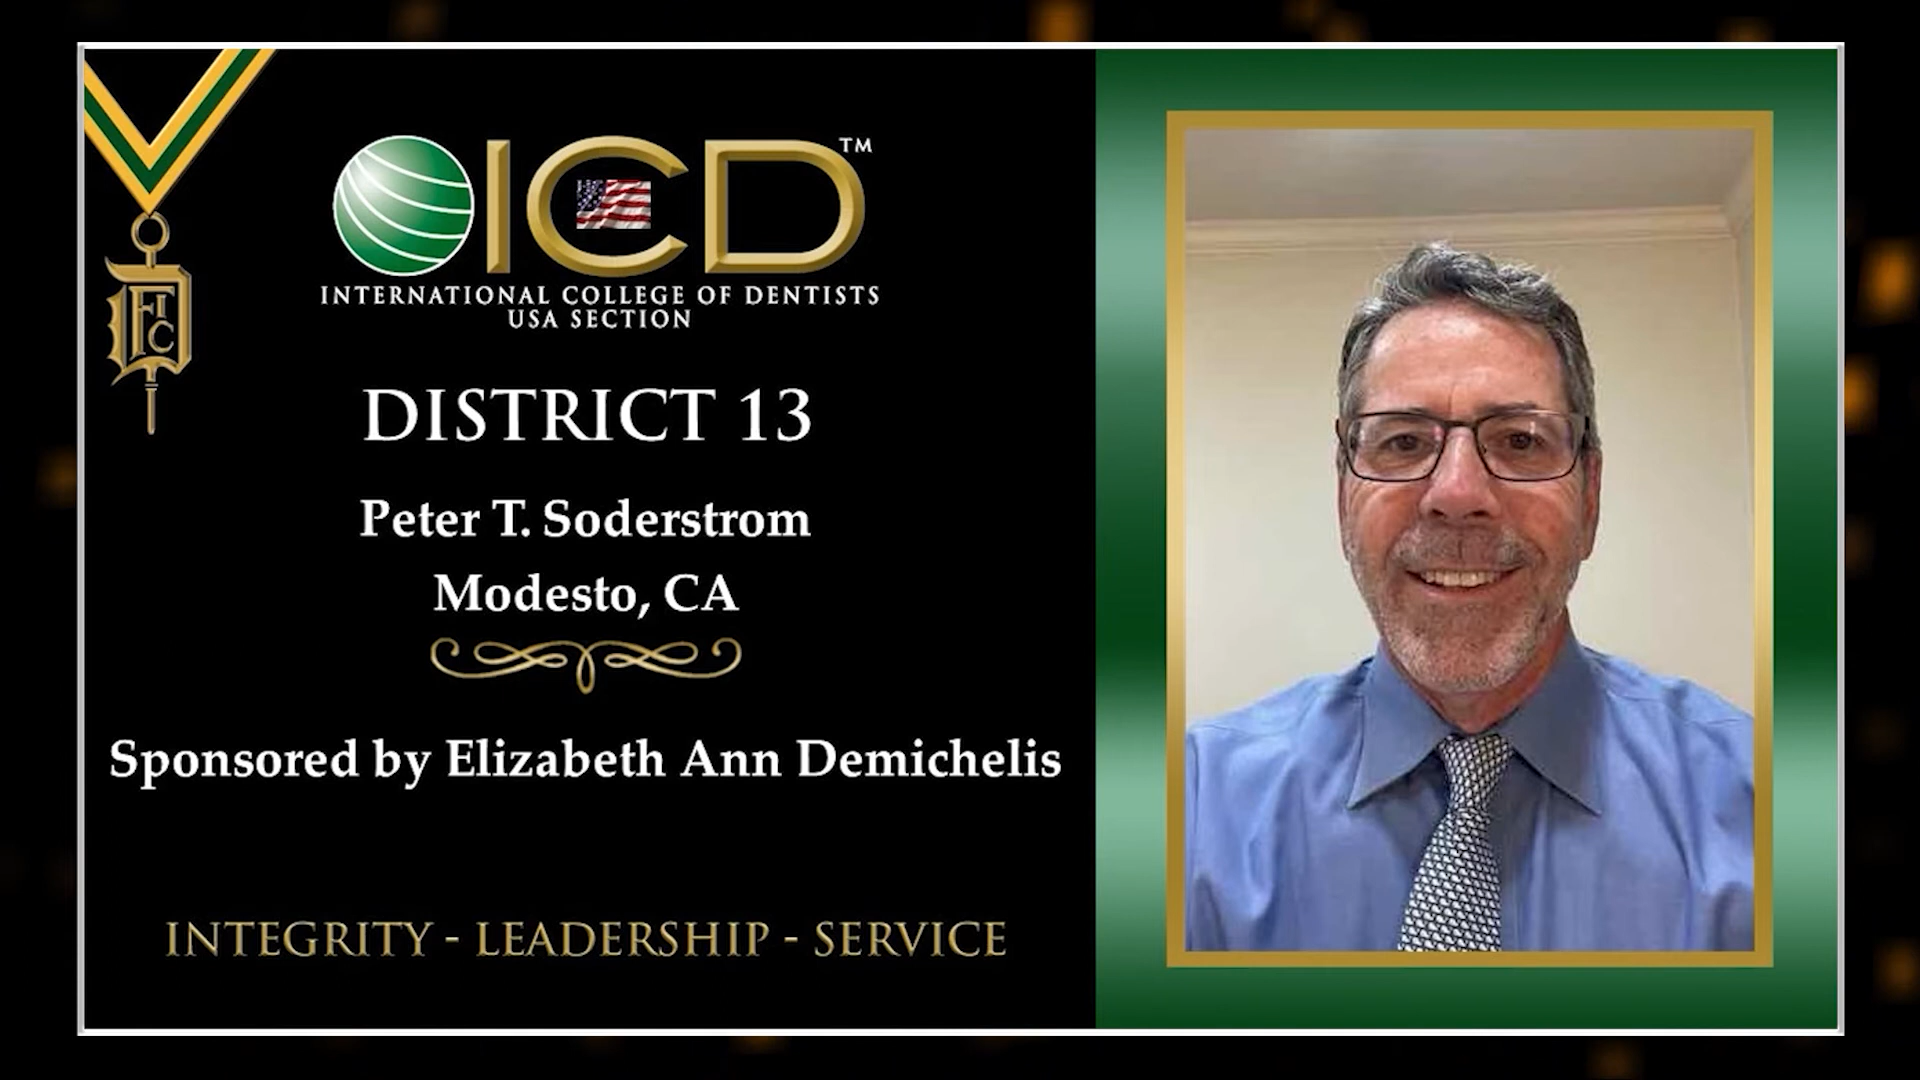 ICD™
INTERNATIONAL COLLEGE OF DENTISTS
USA SECTION
DISTRICT 13
Peter T. Soderstrom
Modesto, CA
Sponsored by Elizabeth Ann Demichelis
INTEGRITY - LEADERSHIP - SERVICE